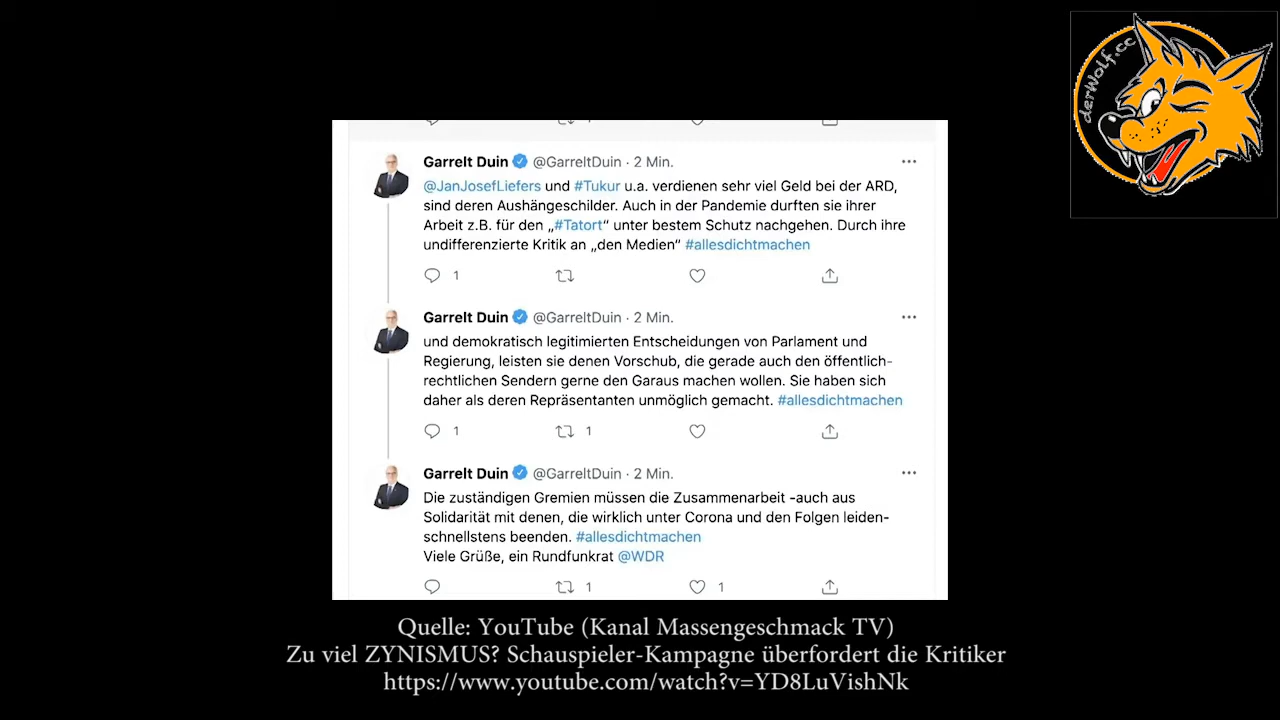 derWolf.cc
1
Garrelt Duin @GarreltDuin · 2 Min.
@JanJosefLiefers und #Tukur u.a. verdienen sehr viel Geld bei der ARD,
sind deren Aushängeschilder. Auch in der Pandemie durften sie ihrer
Arbeit z.B. für den „#Tatort“ unter bestem Schutz nachgehen. Durch ihre
undifferenzierte Kritik an „den Medien“ #allesdichtmachen
1
Garrelt Duin @GarreltDuin · 2 Min.
und demokratisch legitimierten Entscheidungen von Parlament und
Regierung, leisten sie denen Vorschub, die gerade auch den öffentlich-
rechtlichen Sendern gerne den Garaus machen wollen. Sie haben sich
daher als deren Repräsentanten unmöglich gemacht. #allesdichtmachen
1 1
Garrelt Duin @GarreltDuin · 2 Min.
Die zuständigen Gremien müssen die Zusammenarbeit -auch aus
Solidarität mit denen, die wirklich unter Corona und den Folgen leiden-
schnellstens beenden. #allesdichtmachen
Viele Grüße, ein Rundfunkrat @WDR
1 1
Quelle: YouTube (Kanal Massengeschmack TV)
Zu viel ZYNISMUS? Schauspieler-Kampagne überfordert die Kritiker
https://www.youtube.com/watch?v=YD8LuVishNk